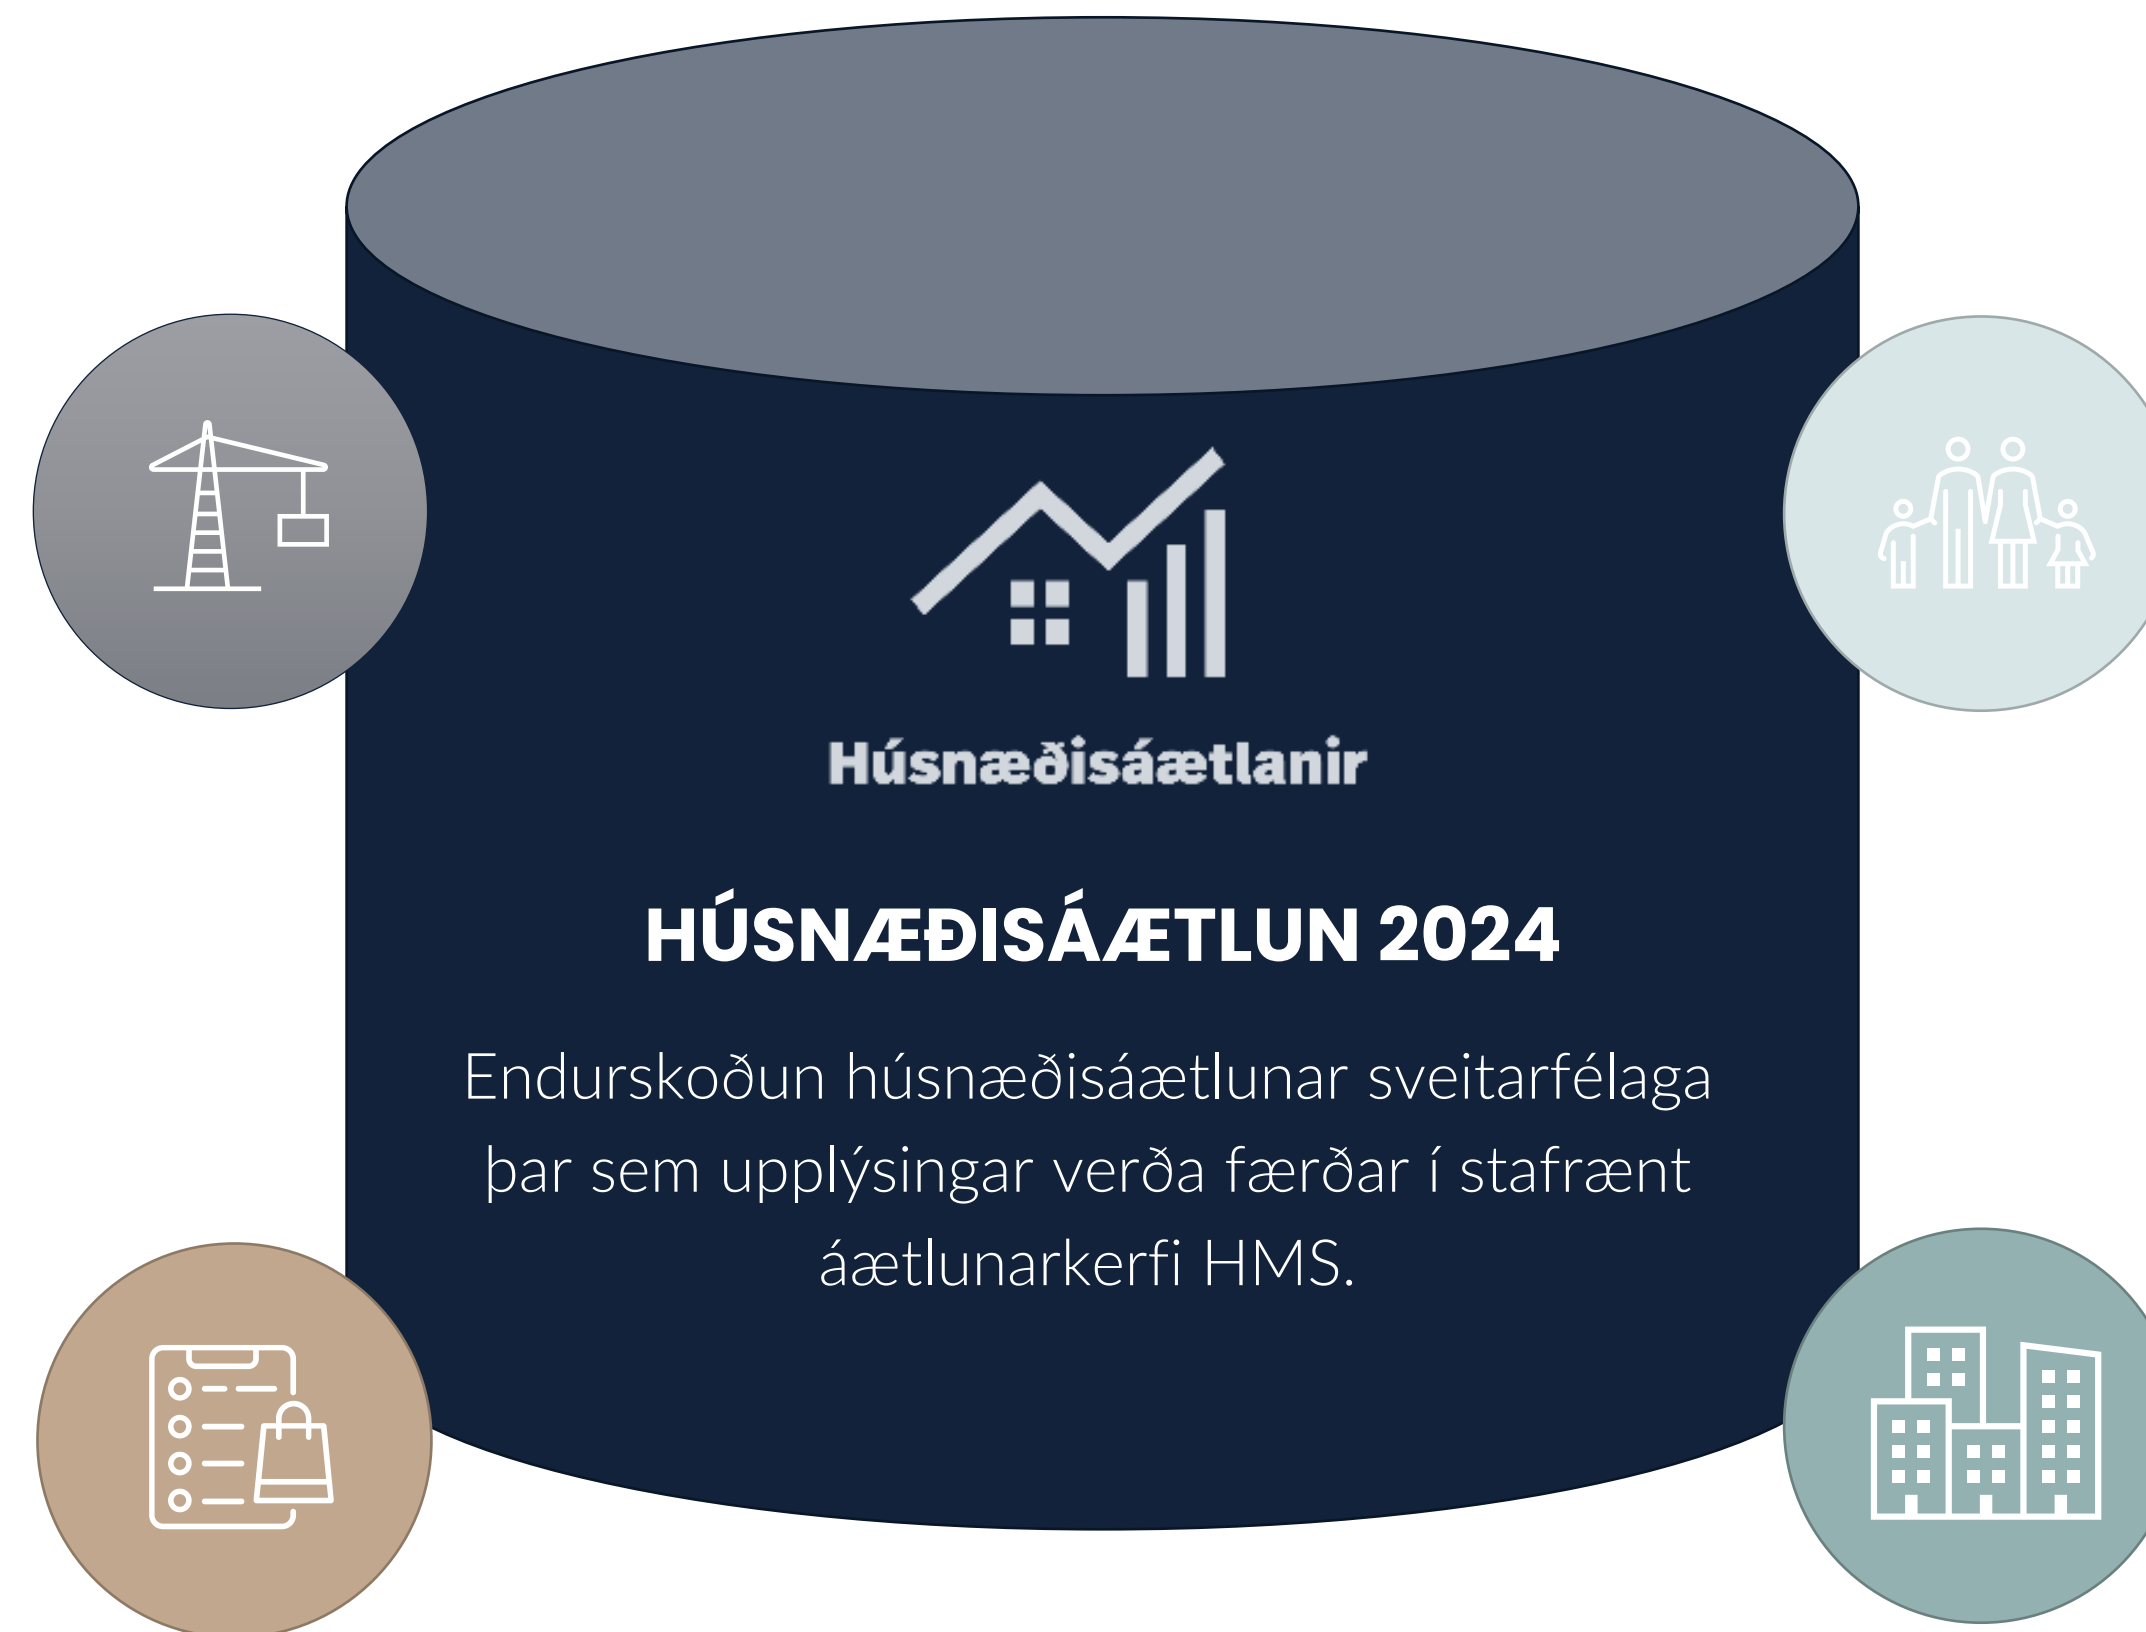 Húsnæðisáætlanir
HÚSNÆÐISÁÆTLUN 2024
Endurskoðun húsnæðisáætlunar sveitarfélaga
þar sem upplýsingar verða færðar í stafrænt
áætlunarkerfi HMS.